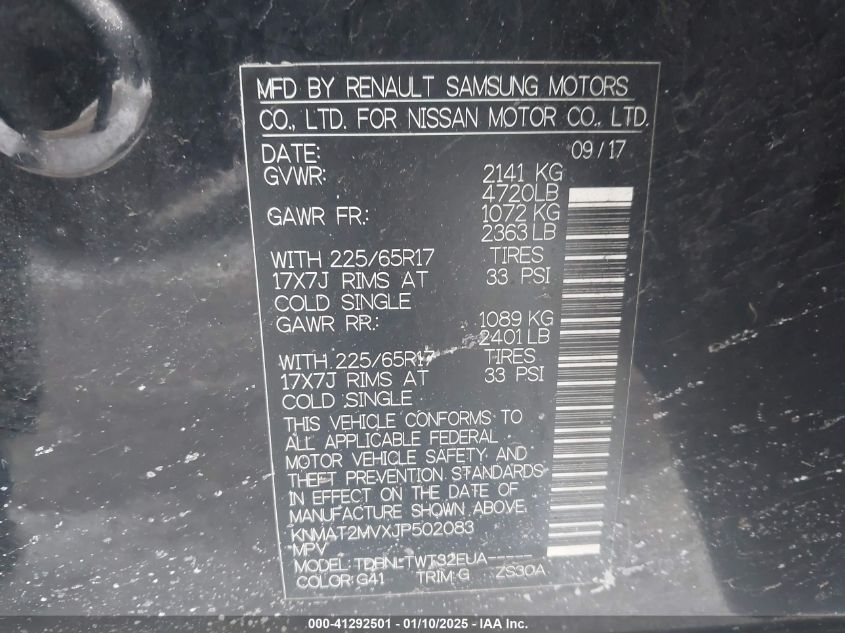 MFD BY RENAULT SAMSUNG MOTORS
CO., LTD. FOR NISSAN MOTOR CO., LTD.
DATE: 09/17
GVWR: 2141 KG
4720LB
GAWR FR.: 1072 KG
2363 LB
WITH 225/65R17 TIRES
17X7J RIMS AT 33 PSI
COLD SINGLE
GAWR RR.: 1089 KG
2401 LB
WITH 225/65R17 TIRES
17X7J RIMS AT 33 PSI
COLD SINGLE
THIS VEHICLE CONFORMS TO
ALL APPLICABLE FEDERAL
MOTOR VEHICLE SAFETY AND
THEFT PREVENTION STANDARDS
IN EFFECT ON THE DATE OF
MANUFACTURE SHOWN ABOVE.
KNMAT2MVXJP502083
MPV
MODEL: TDBNLTWT32EUA-----
COLOR: G41 TRIM:G ZS30A
000-41292501 - 01/10/2025 - IAA Inc.